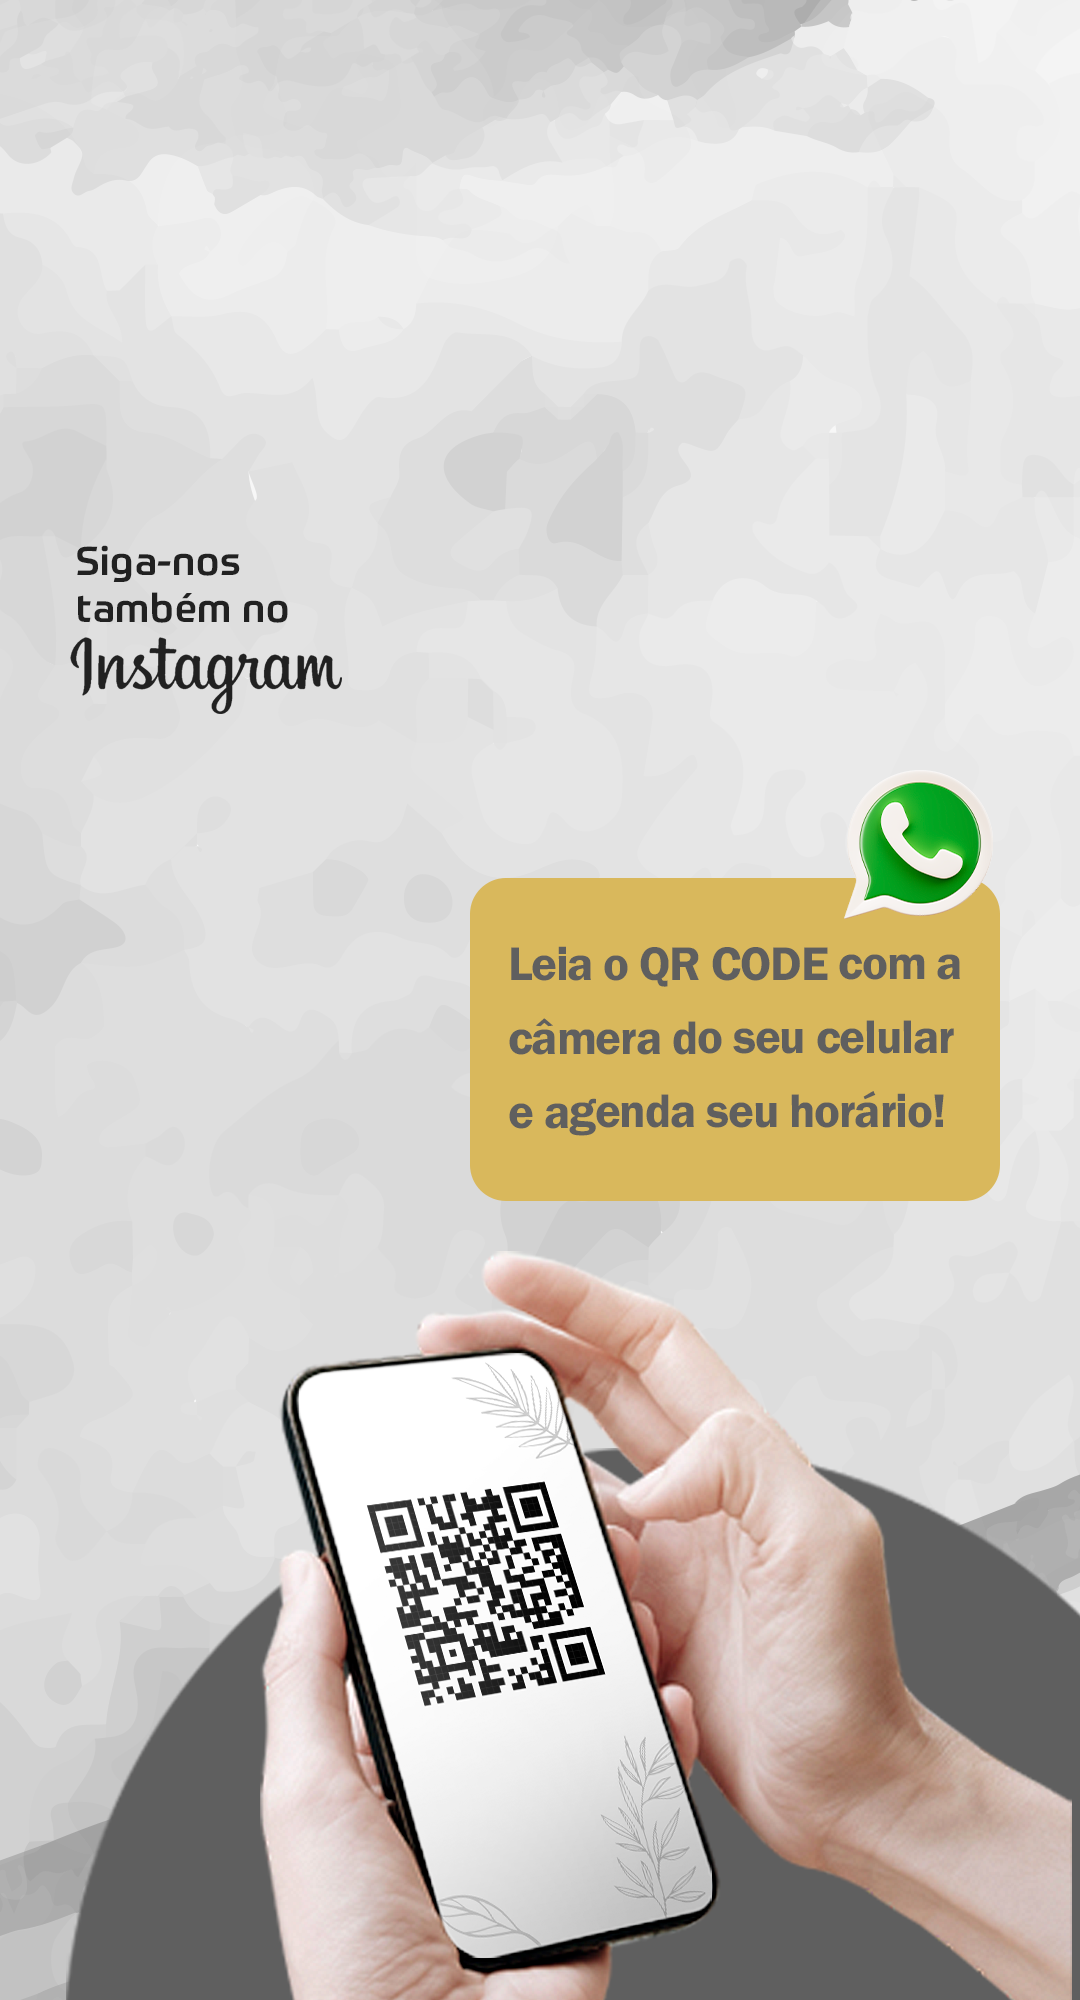 Siga-nos
também no
Instagram
Leia o QR CODE com a
câmera do seu celular
e agenda seu horário!